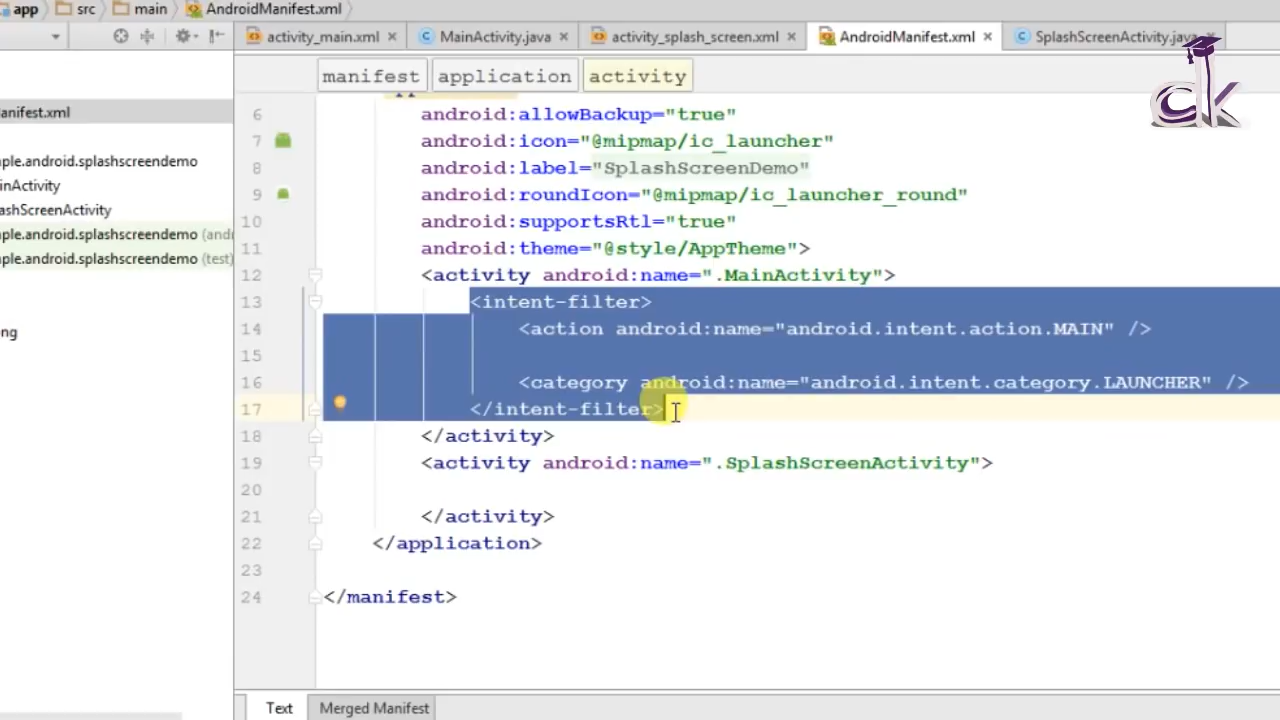 app src main AndroidManifest.xml
activity_main.xml MainActivity.java activity_splash_screen.xml AndroidManifest.xml SplashScreenActivity.java
manifest application activity
anifest.xml
ple.android.splashscreendemo
inActivity
ashScreenActivity
ple.android.splashscreendemo (andr
ple.android.splashscreendemo (test)
ng
6 android:allowBackup="true"
7 android:icon="@mipmap/ic_launcher"
8 android:label="SplashScreenDemo"
9 android:roundIcon="@mipmap/ic_launcher_round"
10 android:supportsRtl="true"
11 android:theme="@style/AppTheme">
12 <activity android:name=".MainActivity">
13 <intent-filter>
14 <action android:name="android.intent.action.MAIN" />
15
16 <category android:name="android.intent.category.LAUNCHER" />
17 </intent-filter>
18 </activity>
19 <activity android:name=".SplashScreenActivity">
20
21 </activity>
22 </application>
23
24 </manifest>
Text Merged Manifest
ck